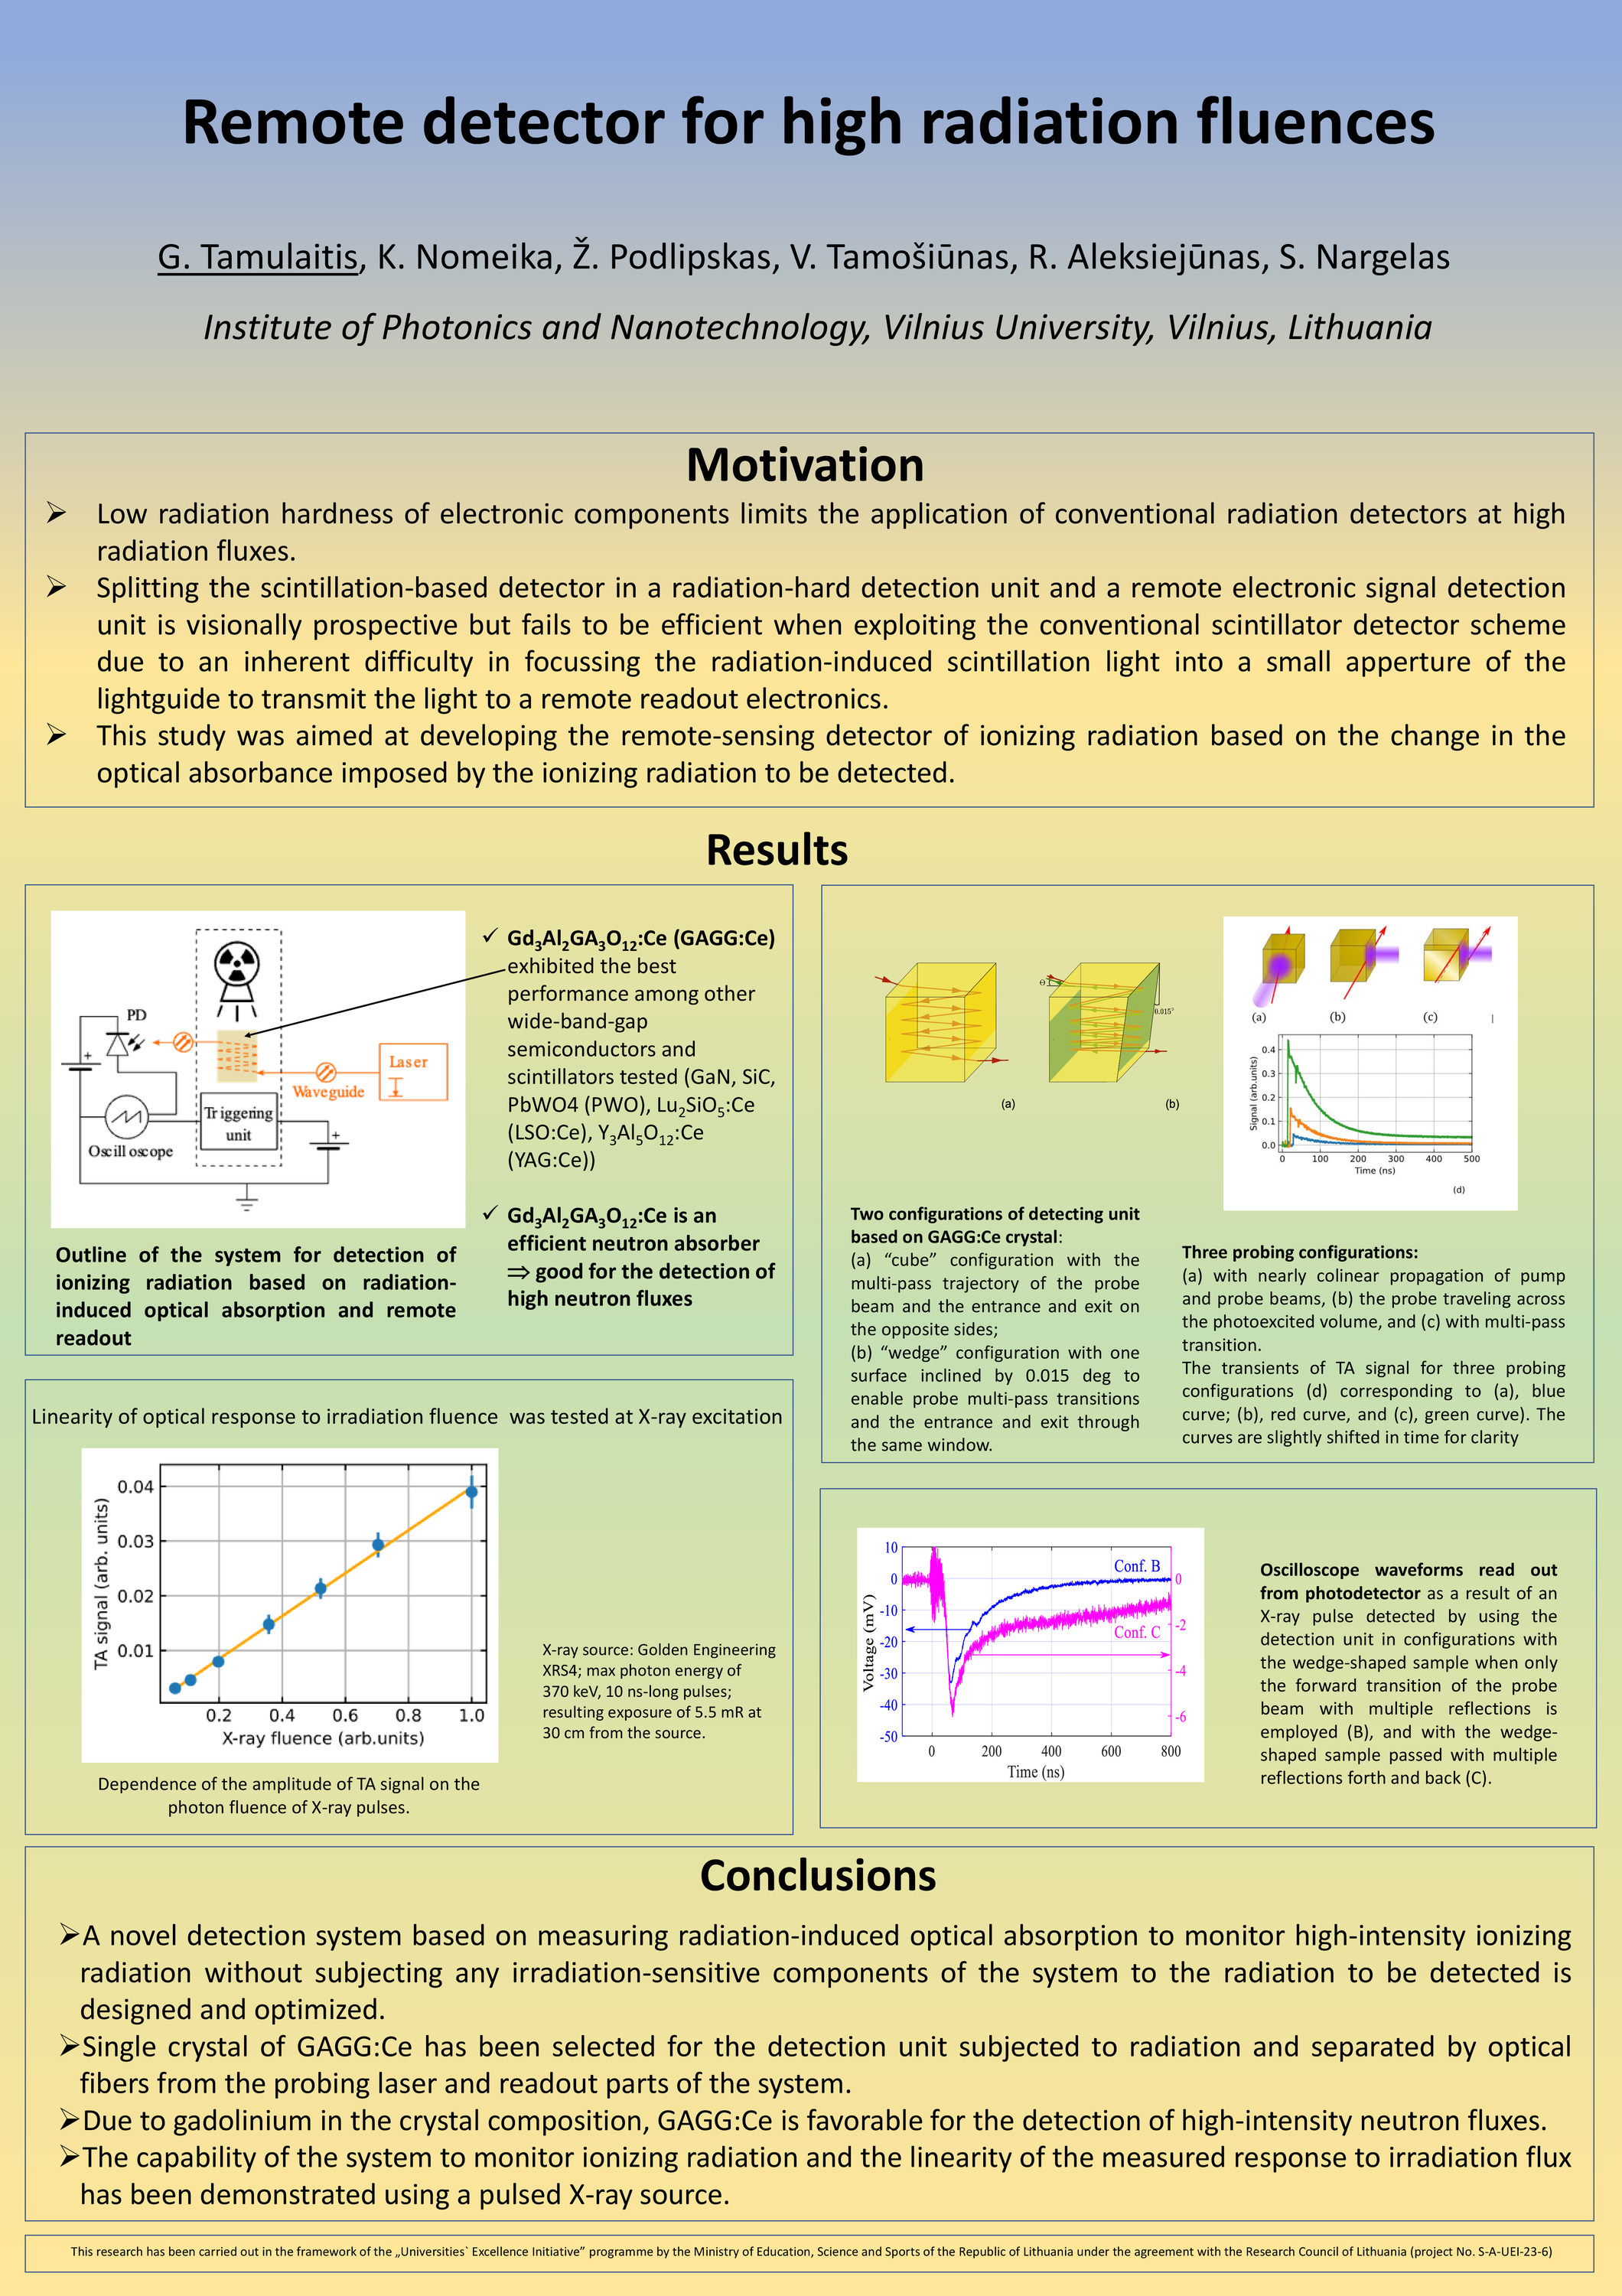 Remote detector for high radiation fluences
G. Tamulaitis, K. Nomeika, Ž. Podlipskas, V. Tamošiūnas, R. Aleksiejūnas, S. Nargelas
Institute of Photonics and Nanotechnology, Vilnius University, Vilnius, Lithuania
Motivation
➢ Low radiation hardness of electronic components limits the application of conventional radiation detectors at high
radiation fluxes.
➢ Splitting the scintillation-based detector in a radiation-hard detection unit and a remote electronic signal detection
unit is visionally prospective but fails to be efficient when exploiting the conventional scintillator detector scheme
due to an inherent difficulty in focussing the radiation-induced scintillation light into a small apperture of the
lightguide to transmit the light to a remote readout electronics.
➢ This study was aimed at developing the remote-sensing detector of ionizing radiation based on the change in the
optical absorbance imposed by the ionizing radiation to be detected.
Results
PD
+
Laser
Waveguide
Triggering
unit
+
Oscilloscope
Outline of the system for detection of
ionizing radiation based on radiation-
induced optical absorption and remote
readout
✓ Gd3Al2GA3O12:Ce (GAGG:Ce)
exhibited the best
performance among other
wide-band-gap
semiconductors and
scintillators tested (GaN, SiC,
PbWO4 (PWO), Lu2SiO5:Ce
(LSO:Ce), Y3Al5O12:Ce
(YAG:Ce))
✓ Gd3Al2GA3O12:Ce is an
efficient neutron absorber
⇒ good for the detection of
high neutron fluxes
Θ
0.015°
(a) (b)
Two configurations of detecting unit
based on GAGG:Ce crystal:
(a) “cube” configuration with the
multi-pass trajectory of the probe
beam and the entrance and exit on
the opposite sides;
(b) “wedge” configuration with one
surface inclined by 0.015 deg to
enable probe multi-pass transitions
and the entrance and exit through
the same window.
(a) (b) (c)
Signal (arb.units)
0.4
0.3
0.2
0.1
0.0
0 100 200 300 400 500
Time (ns)
(d)
Three probing configurations:
(a) with nearly colinear propagation of pump
and probe beams, (b) the probe traveling across
the photoexcited volume, and (c) with multi-pass
transition.
The transients of TA signal for three probing
configurations (d) corresponding to (a), blue
curve; (b), red curve, and (c), green curve). The
curves are slightly shifted in time for clarity
Linearity of optical response to irradiation fluence was tested at X-ray excitation
TA signal (arb. units)
0.04
0.03
0.02
0.01
0.2 0.4 0.6 0.8 1.0
X-ray fluence (arb.units)
Dependence of the amplitude of TA signal on the
photon fluence of X-ray pulses.
X-ray source: Golden Engineering
XRS4; max photon energy of
370 keV, 10 ns-long pulses;
resulting exposure of 5.5 mR at
30 cm from the source.
Voltage (mV)
10
0
-10
-20
-30
-40
-50
Conf. B
Conf. C
0
-2
-4
-6
0 200 400 600 800
Time (ns)
Oscilloscope waveforms read out
from photodetector as a result of an
X-ray pulse detected by using the
detection unit in configurations with
the wedge-shaped sample when only
the forward transition of the probe
beam with multiple reflections is
employed (B), and with the wedge-
shaped sample passed with multiple
reflections forth and back (C).
Conclusions
➢A novel detection system based on measuring radiation-induced optical absorption to monitor high-intensity ionizing
radiation without subjecting any irradiation-sensitive components of the system to the radiation to be detected is
designed and optimized.
➢Single crystal of GAGG:Ce has been selected for the detection unit subjected to radiation and separated by optical
fibers from the probing laser and readout parts of the system.
➢Due to gadolinium in the crystal composition, GAGG:Ce is favorable for the detection of high-intensity neutron fluxes.
➢The capability of the system to monitor ionizing radiation and the linearity of the measured response to irradiation flux
has been demonstrated using a pulsed X-ray source.
This research has been carried out in the framework of the „Universities` Excellence Initiative” programme by the Ministry of Education, Science and Sports of the Republic of Lithuania under the agreement with the Research Council of Lithuania (project No. S-A-UEI-23-6)